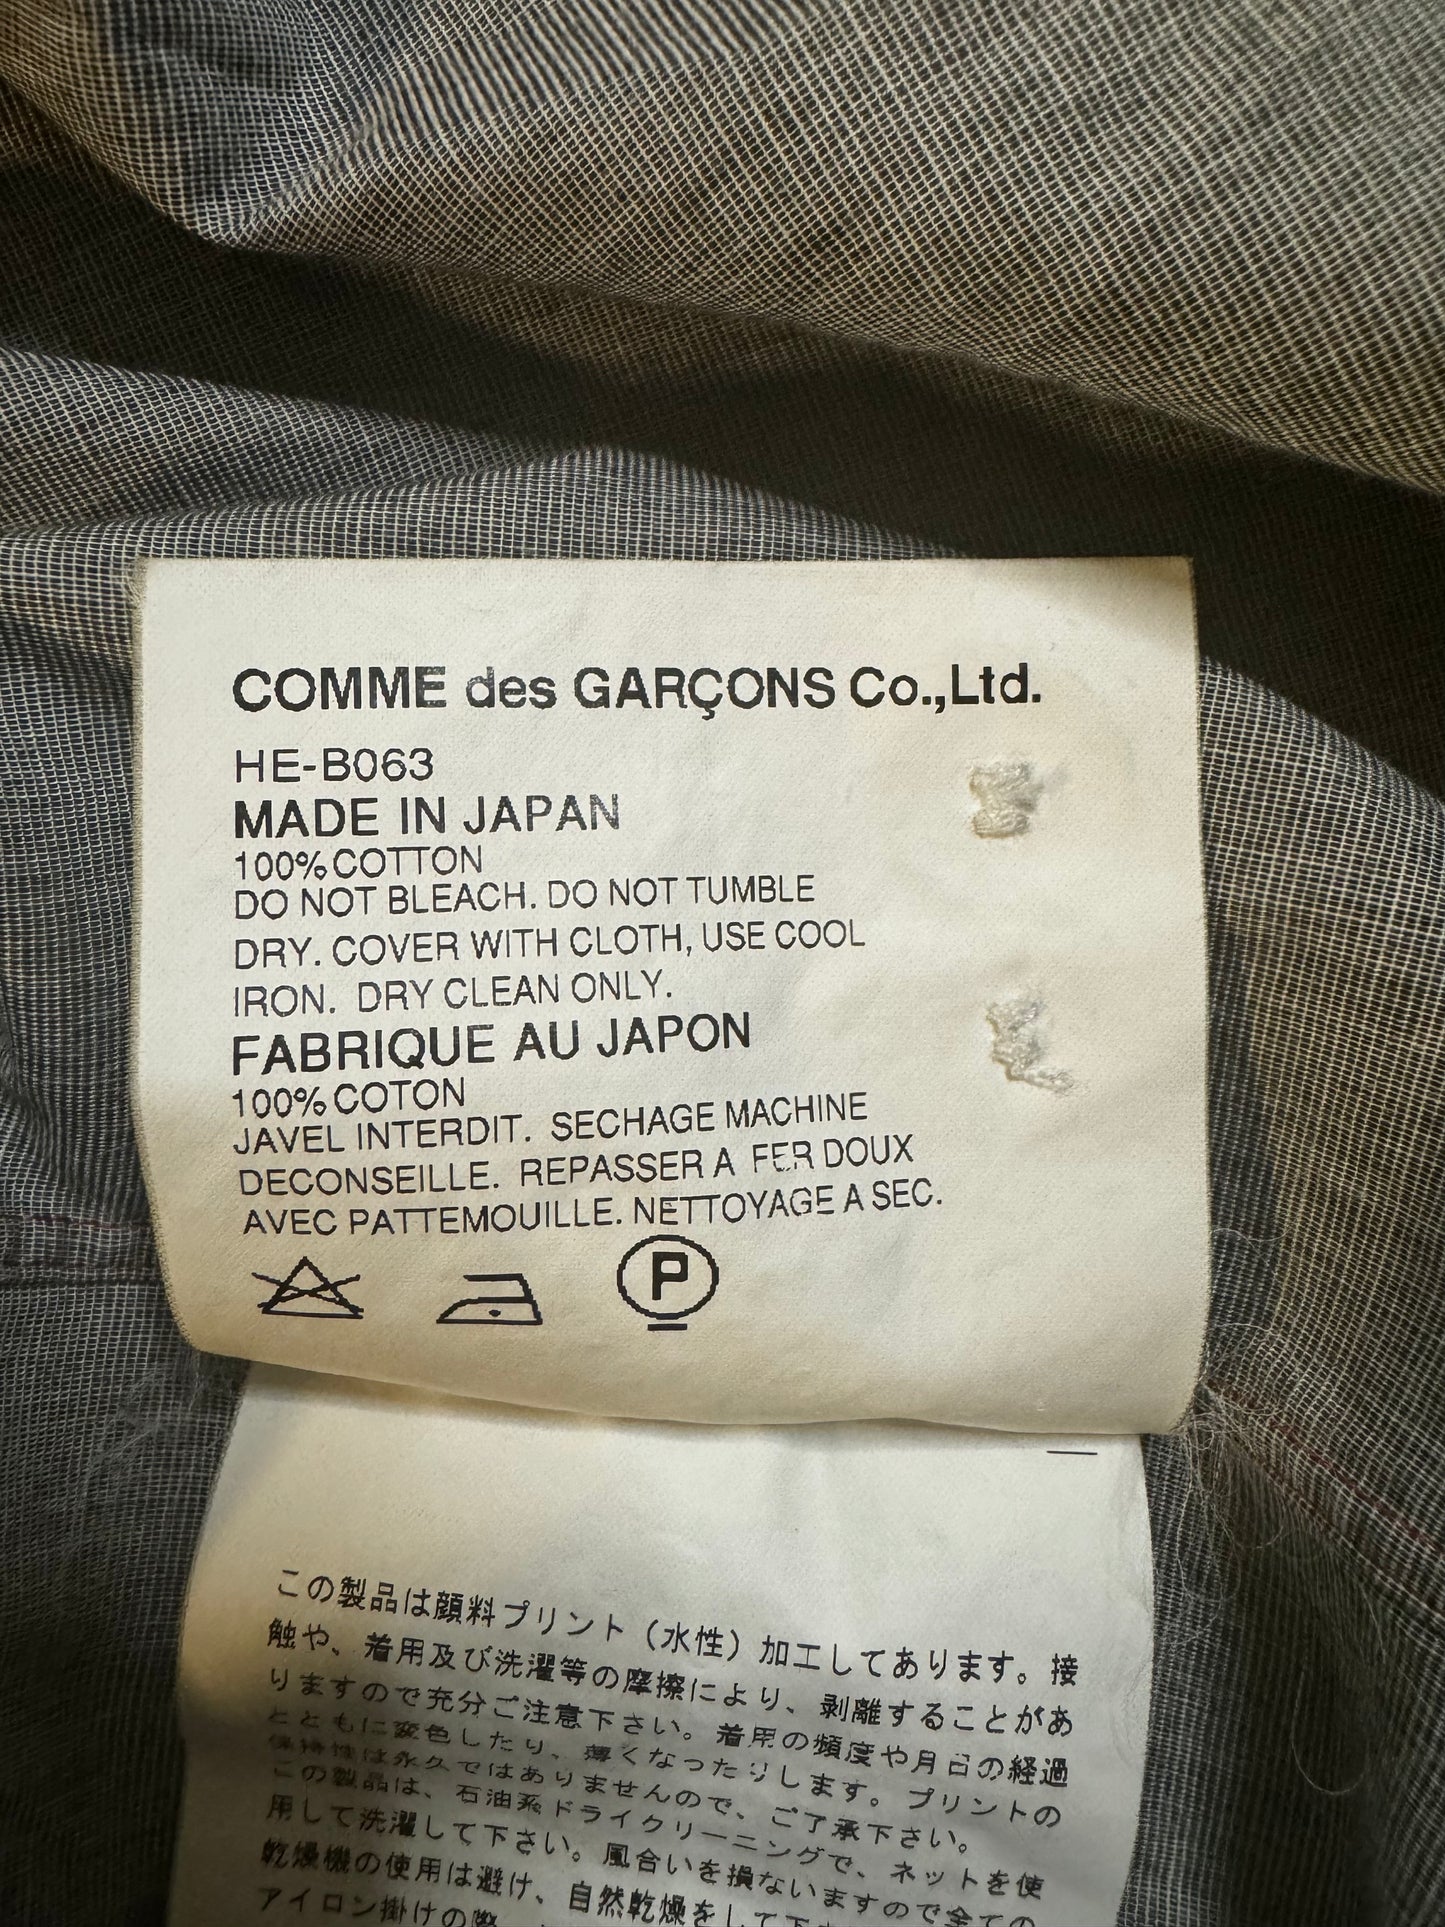 COMME des GARÇONS Co.,Ltd.
HE-B063
MADE IN JAPAN
100%COTTON
DO NOT BLEACH. DO NOT TUMBLE
DRY. COVER WITH CLOTH, USE COOL
IRON. DRY CLEAN ONLY.
FABRIQUE AU JAPON
100%COTON
JAVEL INTERDIT. SECHAGE MACHINE
DECONSEILLE. REPASSER A FER DOUX
AVEC PATTEMOUILLE. NETTOYAGE A SEC.
P
この製品は顔料プリント（水性）加工してあります。接
触や、着用及び洗濯等の摩擦により、剥離することがあ
りますので充分ご注意下さい。着用の頻度や月日の経過
とともに変色したり、薄くなったりします。プリントの
保持性は永久ではありませんので、ご了承下さい。
この製品は、石油系ドライクリーニングで、ネットを使
用して洗濯して下さい。風合いを損ないますので全ての
乾燥機の使用は避け、自然乾燥をして下
アイロン掛けの際